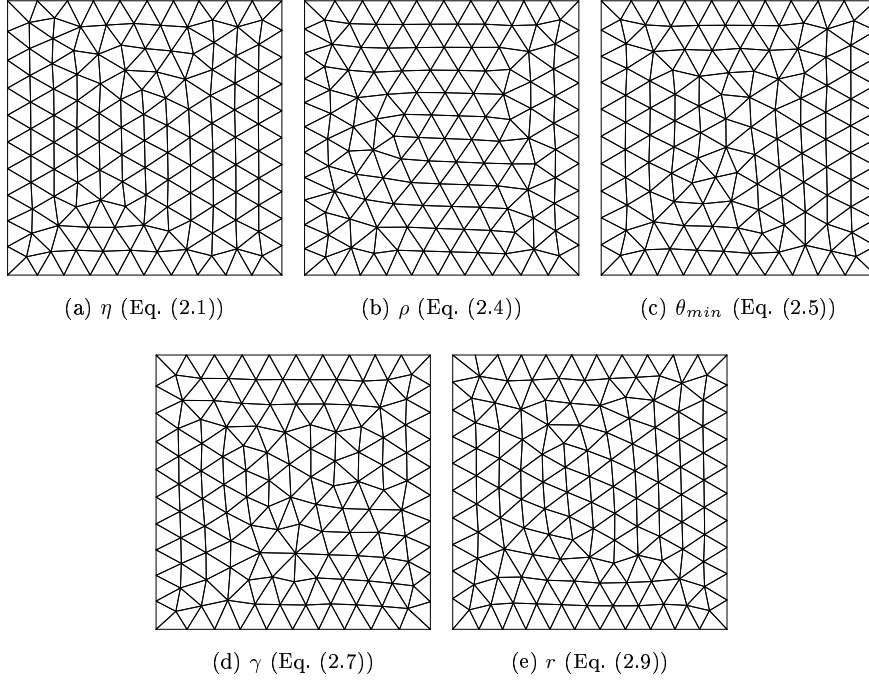 (a) η (Eq. (2.1))
(b) ρ (Eq. (2.4))
(c) θmin (Eq. (2.5))
(d) γ (Eq. (2.7))
(e) r (Eq. (2.9))